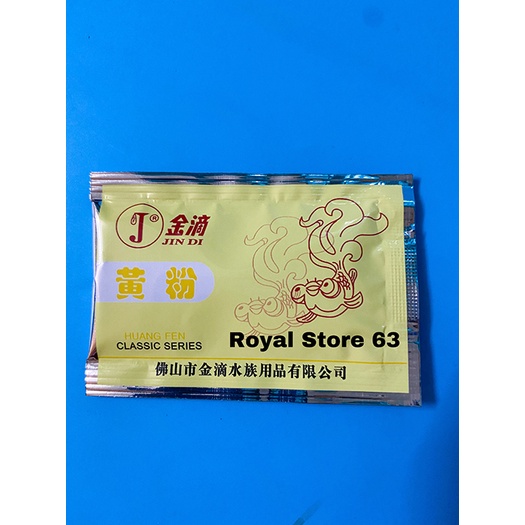 J®
金滴
JIN DI
黄粉
HUANG FEN
CLASSIC SERIES
Royal Store 63
佛山市金滴水族用品有限公司